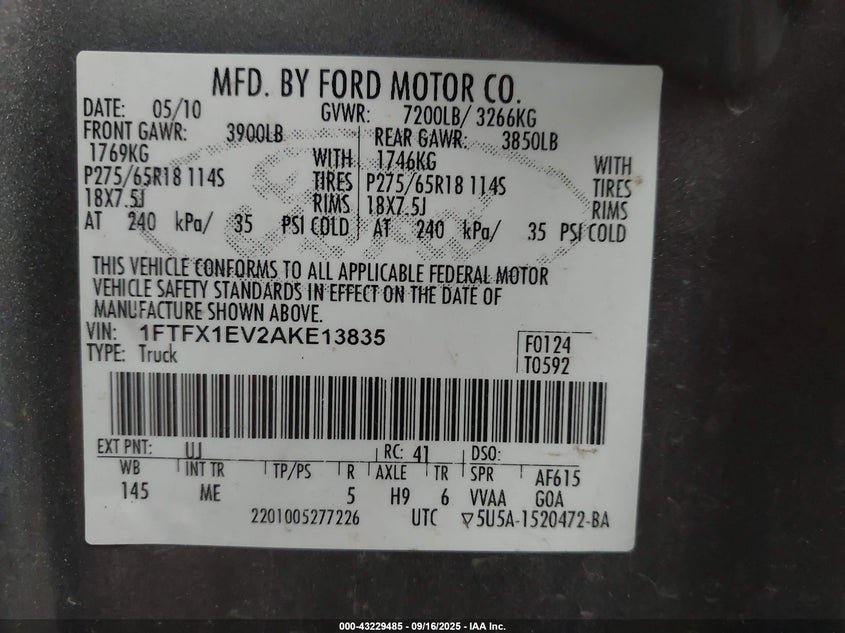 MFD. BY FORD MOTOR CO.
DATE: 05/10 GVWR: 7200LB/ 3266KG
FRONT GAWR: 3900LB REAR GAWR: 3850LB
1769KG WITH 1746KG WITH
P275/65R18 114S TIRES P275/65R18 114S TIRES
18X7.5J RIMS 18X7.5J RIMS
AT 240 kPa/ 35 PSI COLD AT 240 kPa/ 35 PSI COLD
THIS VEHICLE CONFORMS TO ALL APPLICABLE FEDERAL MOTOR
VEHICLE SAFETY STANDARDS IN EFFECT ON THE DATE OF
MANUFACTURE SHOWN ABOVE.
VIN: 1FTFX1EV2AKE13835
TYPE: Truck
F0124
T0592
EXT PNT: UJ RC: 41 DSO:
WB INT TR TP/PS R AXLE TR SPR AF615
145 ME 5 H9 6 VVAA GOA
2201005277226 UTC ▽5U5A-1520472-BA
000-43229485 - 09/16/2025 - IAA Inc.